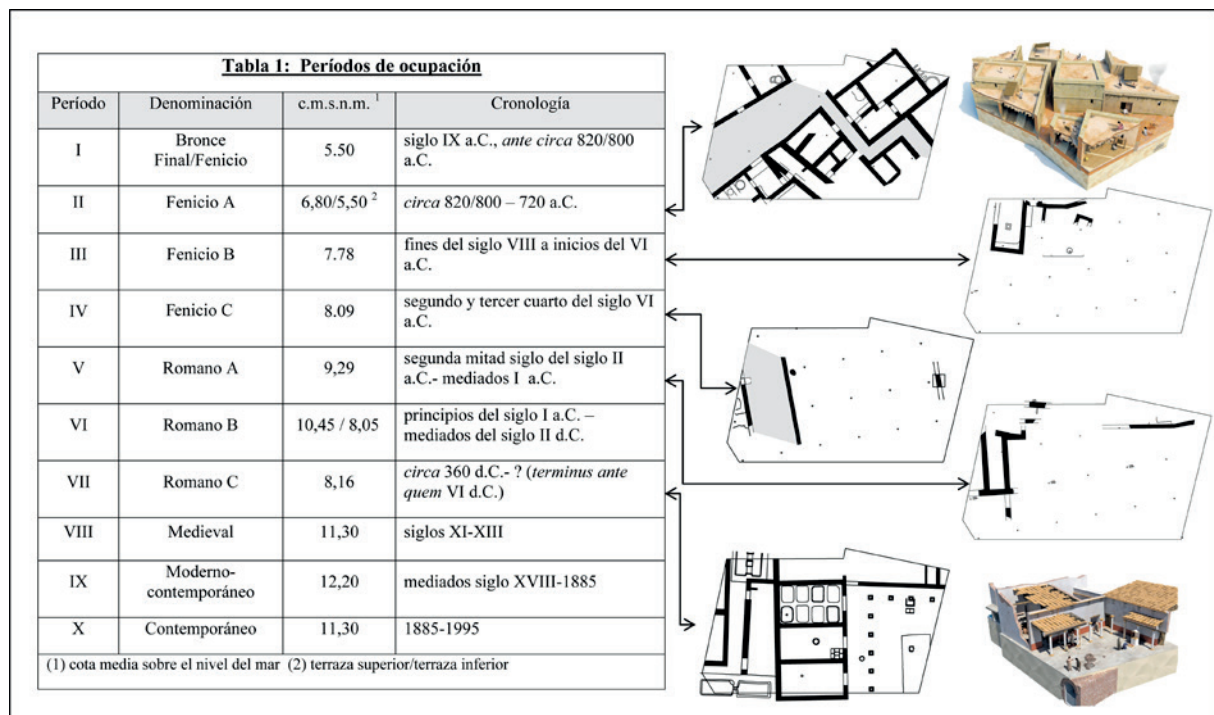 Tabla 1: Períodos de ocupación
Período Denominación c.m.s.n.m. 1 Cronología
I Bronce Final/Fenicio 5.50 siglo IX a.C., ante circa 820/800 a.C.
II Fenicio A 6,80/5,50 2 circa 820/800 – 720 a.C.
III Fenicio B 7.78 fines del siglo VIII a inicios del VI a.C.
IV Fenicio C 8.09 segundo y tercer cuarto del siglo VI a.C.
V Romano A 9,29 segunda mitad siglo del siglo II a.C.- mediados I a.C.
VI Romano B 10,45 / 8,05 principios del siglo I a.C. – mediados del siglo II d.C.
VII Romano C 8,16 circa 360 d.C.- ? (terminus ante quem VI d.C.)
VIII Medieval 11,30 siglos XI-XIII
IX Moderno-contemporáneo 12,20 mediados siglo XVIII-1885
X Contemporáneo 11,30 1885-1995
(1) cota media sobre el nivel del mar (2) terraza superior/terraza inferior